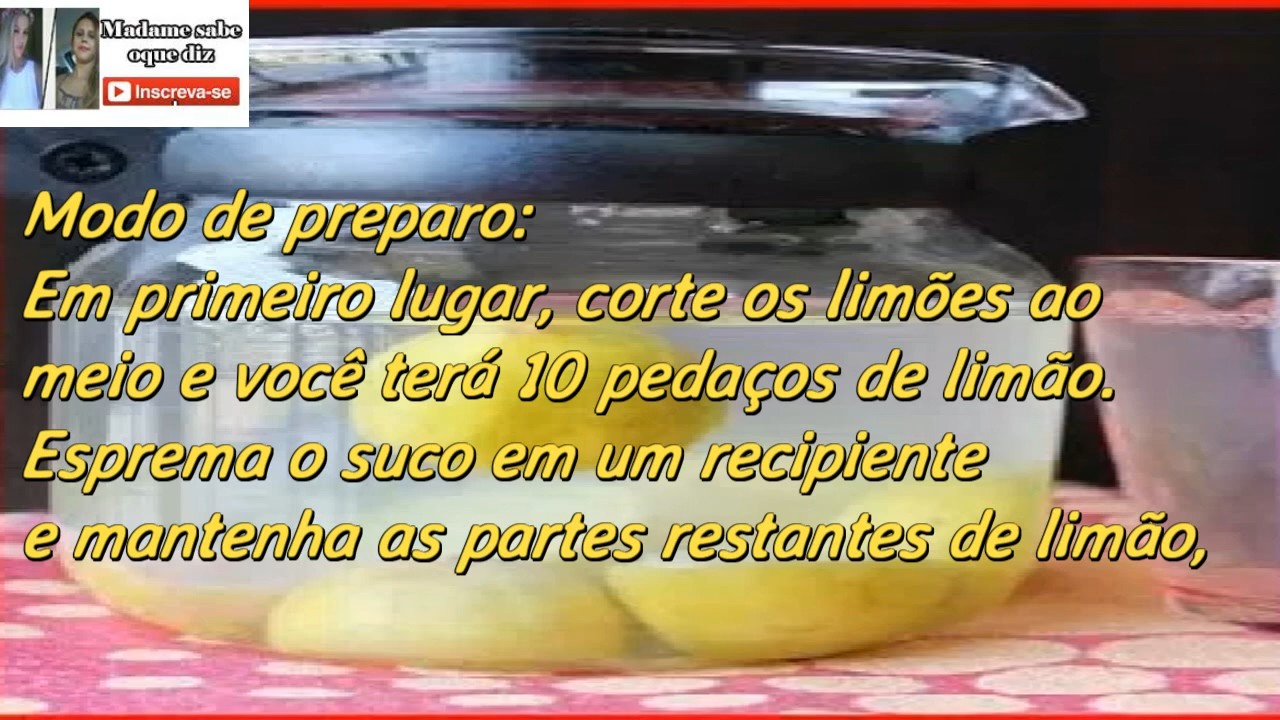 Madame sabe
oque diz
Inscreva-se
Modo de preparo:
Em primeiro lugar, corte os limões ao
meio e você terá 10 pedaços de limão.
Esprema o suco em um recipiente
e mantenha as partes restantes de limão,